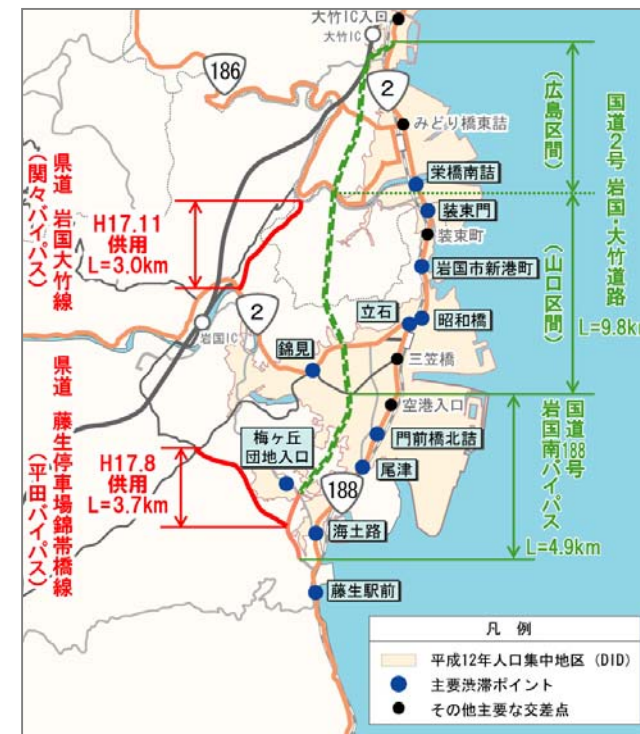 大竹IC入口
大竹IC
186
2
みどり橋東詰
栄橋南詰
装東門
装東町
岩国市新港町
立石
昭和橋
2
岩国IC
錦見
三笠橋
空港入口
門前橋北詰
梅ヶ丘
団地入口
尾津
188
海土路
藤生駅前
県道 岩国大竹線
(関々バイパス)
H17.11
供用
L=3.0km
県道 藤生停車場錦帯橋線
(平田バイパス)
H17.8
供用
L=3.7km
国道2号 岩国・大竹道路
(広島区間)
(山口区間)
L=9.8km
国道188号
岩国南バイパス
L=4.9km
凡 例
平成12年人口集中地区(DID)
主要渋滞ポイント
その他主要な交差点